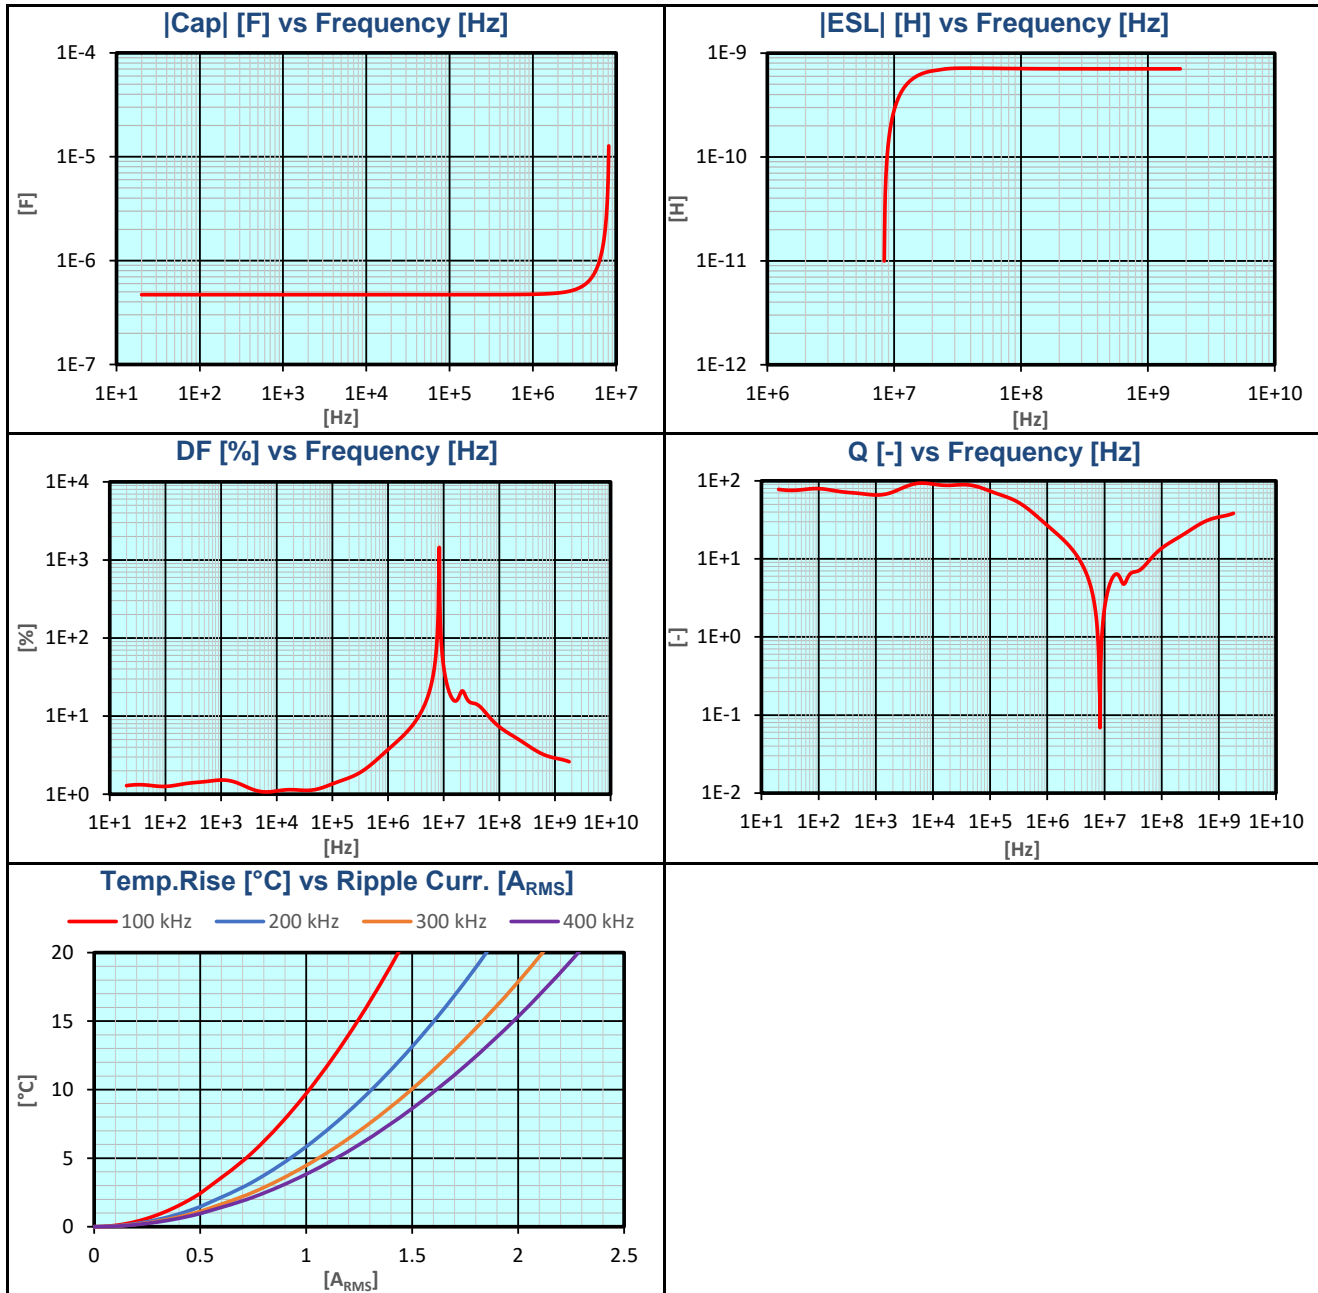 |Cap| [F] vs Frequency [Hz]
1E-4
1E-5
1E-6
1E-7
[F]
1E+1 1E+2 1E+3 1E+4 1E+5 1E+6 1E+7
[Hz]
|ESL| [H] vs Frequency [Hz]
1E-9
1E-10
1E-11
1E-12
[H]
1E+6 1E+7 1E+8 1E+9 1E+10
[Hz]
DF [%] vs Frequency [Hz]
1E+4
1E+3
1E+2
1E+1
1E+0
[%]
1E+1 1E+2 1E+3 1E+4 1E+5 1E+6 1E+7 1E+8 1E+9 1E+10
[Hz]
Q [-] vs Frequency [Hz]
1E+2
1E+1
1E+0
1E-1
1E-2
[-]
1E+1 1E+2 1E+3 1E+4 1E+5 1E+6 1E+7 1E+8 1E+9 1E+10
[Hz]
Temp.Rise [°C] vs Ripple Curr. [ARMS]
100 kHz 200 kHz 300 kHz 400 kHz
20
15
10
5
0
[°C]
0 0.5 1 1.5 2 2.5
[ARMS]